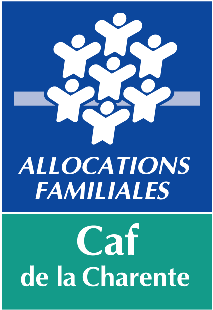 ALLOCATIONS
FAMILIALES
Caf
de la Charente